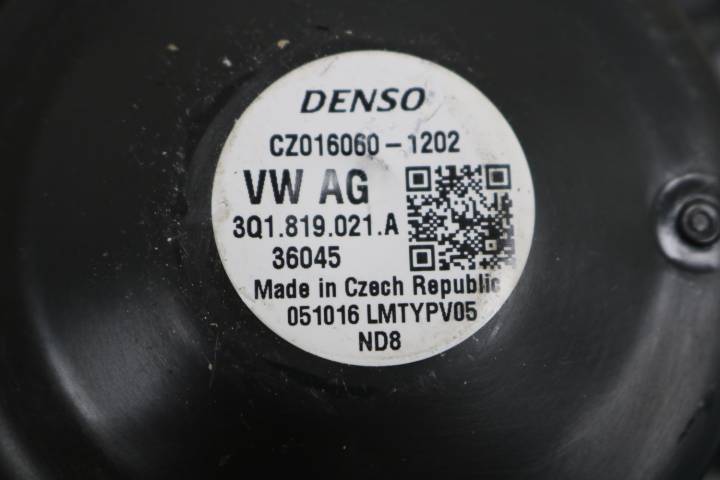 DENSO
CZ016060-1202
VW AG
3Q1.819.021.A
36045
Made in Czech Republic
051016 LMTYPV05
ND8